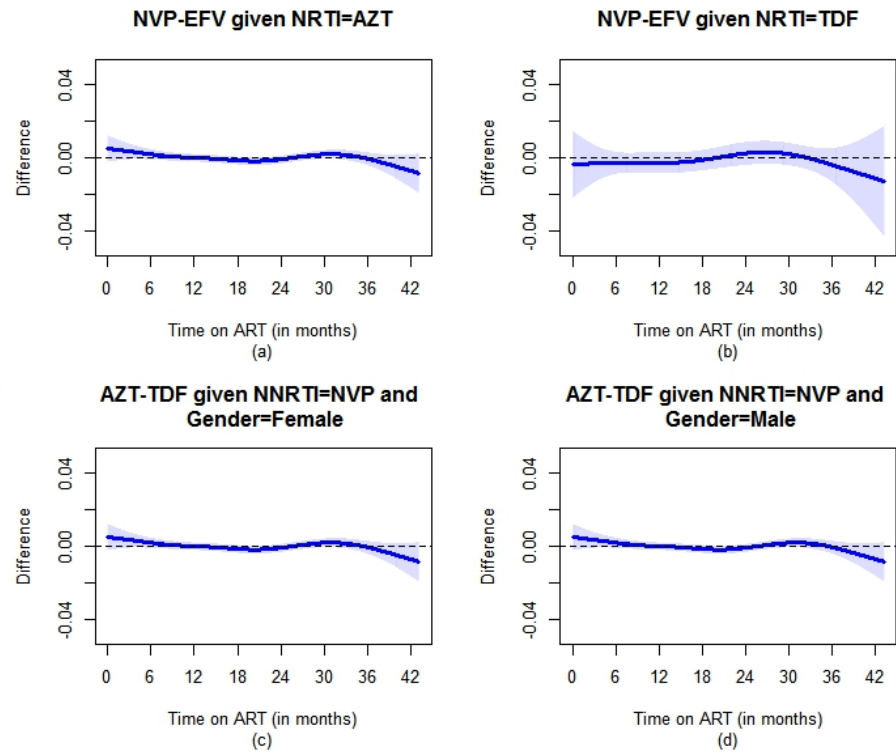 NVP-EFV given NRTI=AZT
Difference
0.04
0.00
-0.04
0 6 12 18 24 30 36 42
Time on ART (in months)
(a)
NVP-EFV given NRTI=TDF
Difference
0.04
0.00
-0.04
0 6 12 18 24 30 36 42
Time on ART (in months)
(b)
AZT-TDF given NNRTI=NVP and
Gender=Female
Difference
0.04
0.00
-0.04
0 6 12 18 24 30 36 42
Time on ART (in months)
(c)
AZT-TDF given NNRTI=NVP and
Gender=Male
Difference
0.04
0.00
-0.04
0 6 12 18 24 30 36 42
Time on ART (in months)
(d)